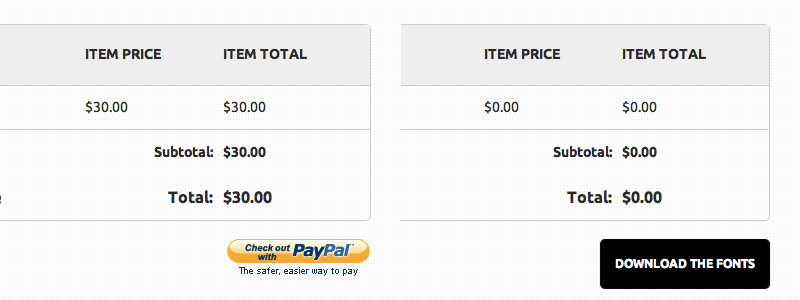 ITEM PRICE ITEM TOTAL
$30.00 $30.00
Subtotal: $30.00
Total: $30.00
Check out
with PayPal
The safer, easier way to pay
ITEM PRICE ITEM TOTAL
$0.00 $0.00
Subtotal: $0.00
Total: $0.00
DOWNLOAD THE FONTS